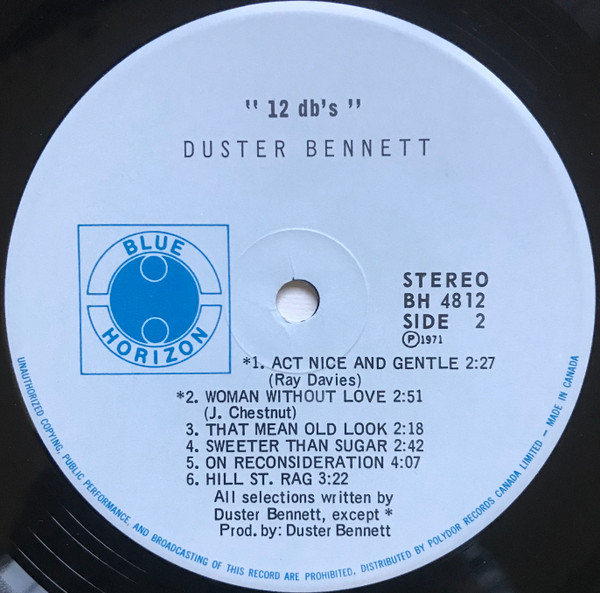 " 12 db's "
DUSTER BENNETT
BLUE
HORIZON
STEREO
BH 4812
SIDE 2
Ⓟ1971
*1. ACT NICE AND GENTLE 2:27
(Ray Davies)
*2. WOMAN WITHOUT LOVE 2:51
(J. Chestnut)
3. THAT MEAN OLD LOOK 2:18
4. SWEETER THAN SUGAR 2:42
5. ON RECONSIDERATION 4:07
6. HILL ST. RAG 3:22
All selections written by
Duster Bennett, except *
Prod. by: Duster Bennett
UNAUTHORIZED COPYING, PUBLIC PERFORMANCE, AND BROADCASTING OF THIS RECORD ARE PROHIBITED. DISTRIBUTED BY POLYDOR RECORDS CANADA LIMITED – MADE IN CANADA